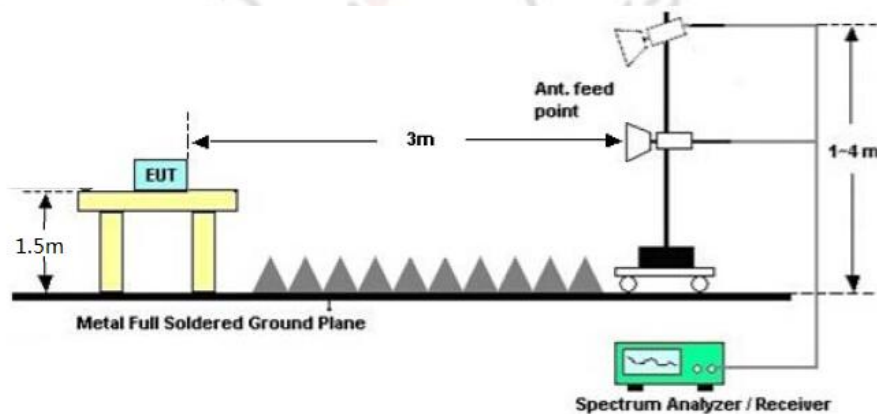 Ant. feed
point
3m
1~4 m
EUT
1.5m
Metal Full Soldered Ground Plane
Spectrum Analyzer / Receiver